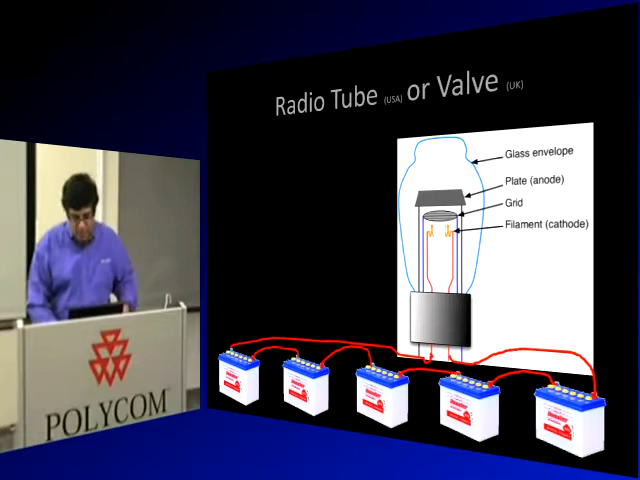 Radio Tube (USA) or Valve (UK)
Glass envelope
Plate (anode)
Grid
Filament (cathode)
POLYCOM